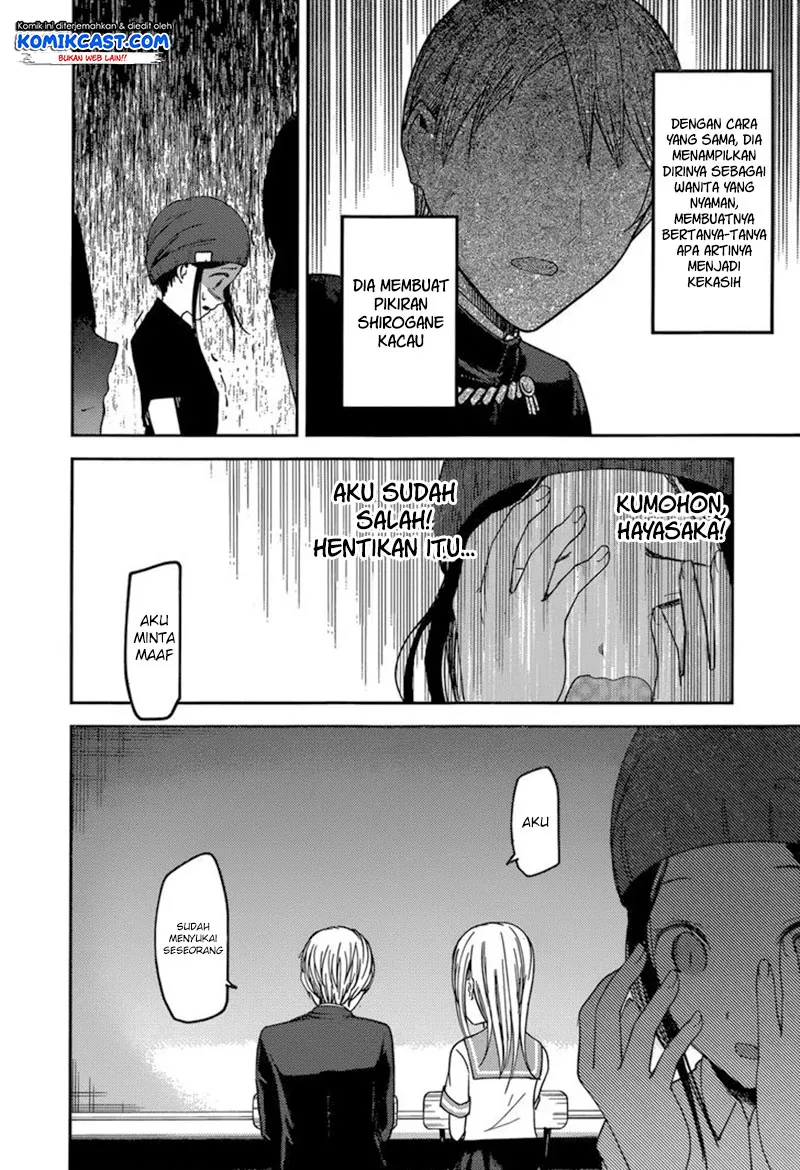 Komik ini diterjemahkan & diedit oleh!
KOMIKCAST.COM
BUKAN WEB LAIN!!
DENGAN CARA
YANG SAMA, DIA
MENAMPILKAN
DIRINYA SEBAGAI
WANITA YANG
NYAMAN,
MEMBUATNYA
BERTANYA-TANYA
APA ARTINYA
MENJADI
KEKASIH
DIA MEMBUAT
PIKIRAN
SHIROGANE
KACAU
KUMOHON,
HAYASAKA!
AKU SUDAH
SALAH!
HENTIKAN ITU...
AKU
MINTA
MAAF
AKU
SUDAH
MENYUKAI
SESEORANG